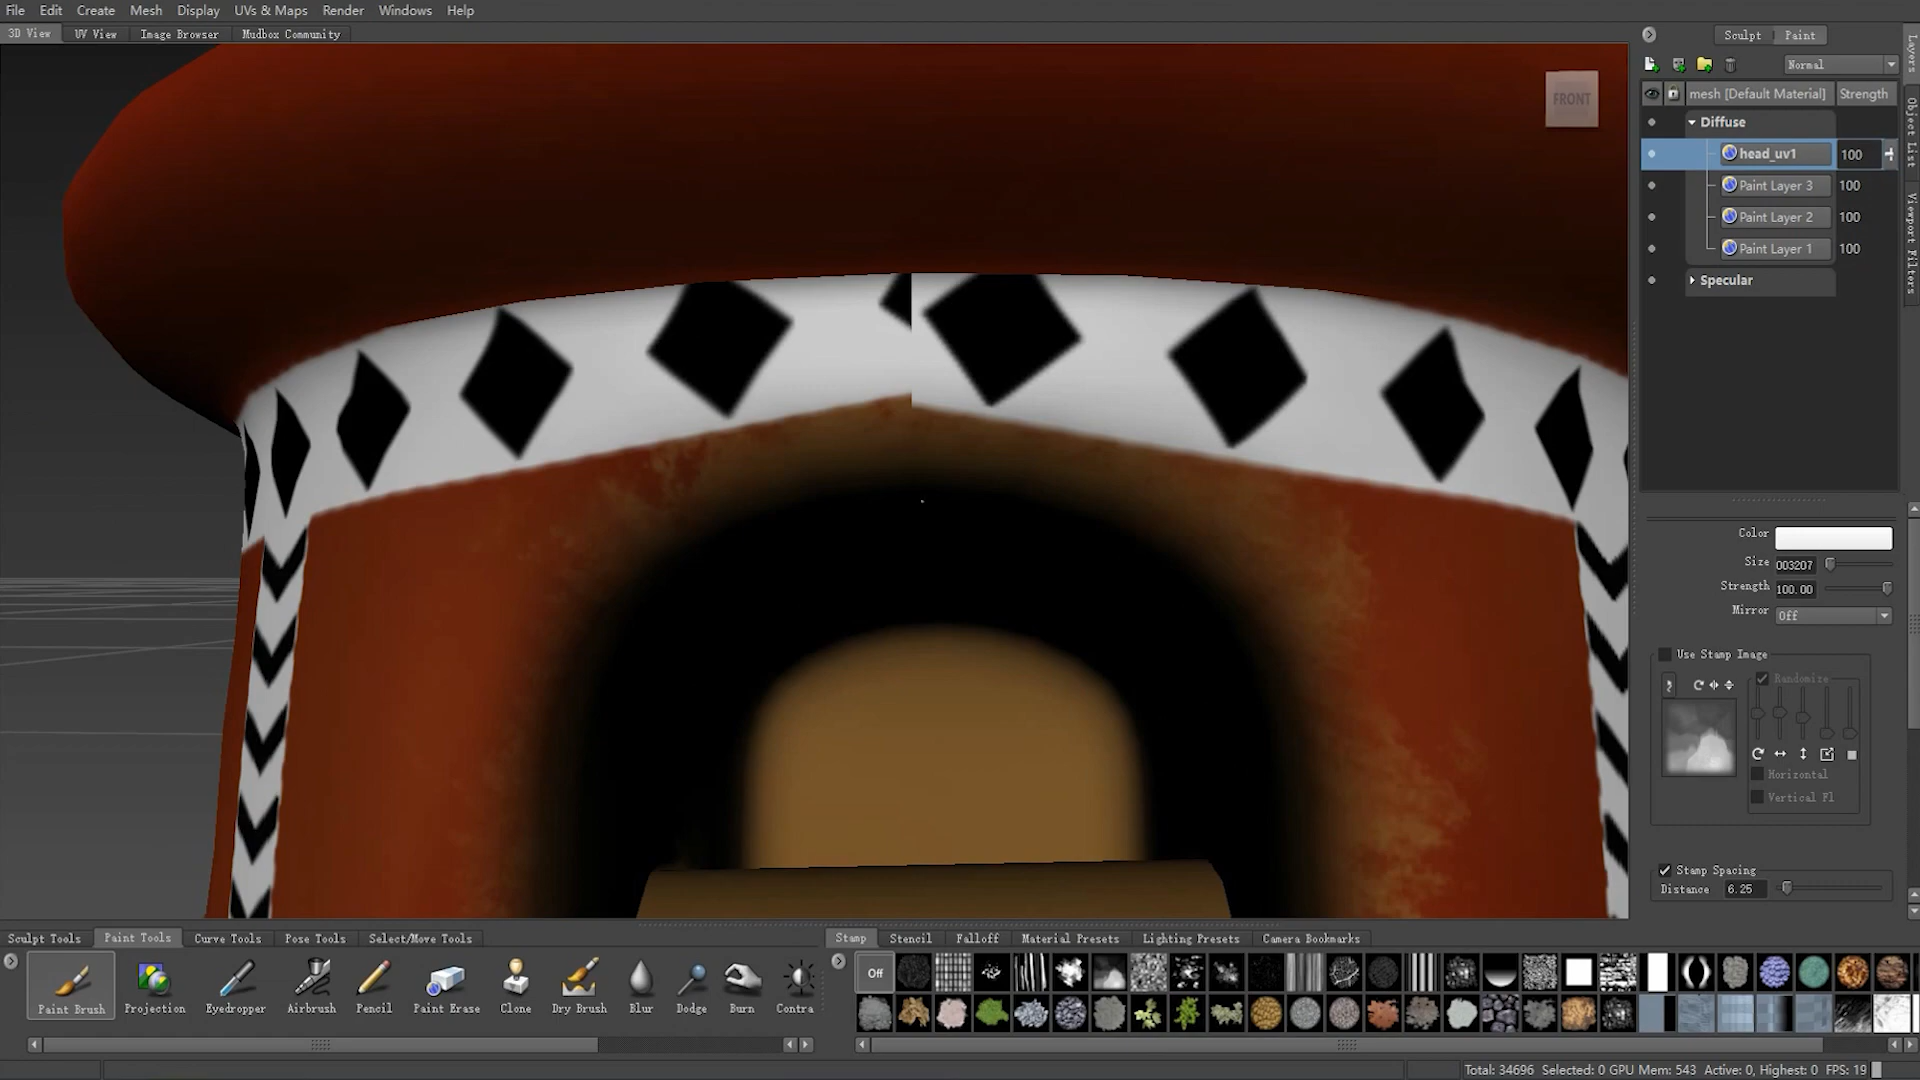 File Edit Create Mesh Display UVs & Maps Render Windows Help
3D View UV View Image Browser Mudbox Community
Sculpt Paint
Normal
Layers
Object List
Viewport Filters
FRONT
mesh [Default Material] Strength
Diffuse
head_uv1 100
Paint Layer 3 100
Paint Layer 2 100
Paint Layer 1 100
Specular
Color
Size 003207
Strength 100.00
Mirror Off
Use Stamp Image
Randomize
Horizontal
Vertical Fl
Stamp Spacing
Distance 6.25
Sculpt Tools Paint Tools Curve Tools Pose Tools Select/Move Tools
Stamp Stencil Falloff Material Presets Lighting Presets Camera Bookmarks
Off
Paint Brush Projection Eyedropper Airbrush Pencil Paint Erase Clone Dry Brush Blur Dodge Burn Contra
Total: 34696 Selected: 0 GPU Mem: 543 Active: 0, Highest: 0 FPS: 19